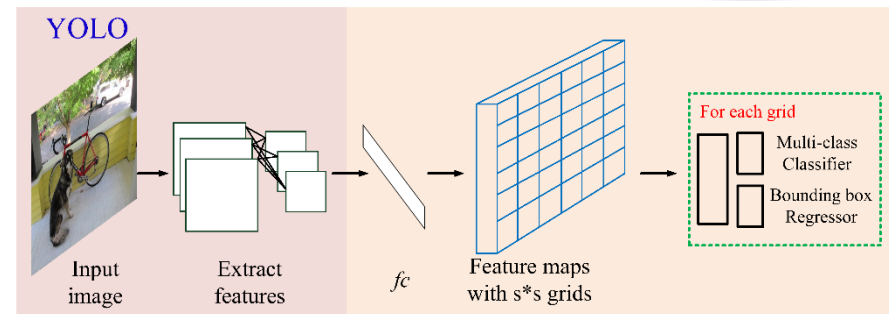 YOLO
Input
image
Extract
features
fc
Feature maps
with s*s grids
For each grid
Multi-class
Classifier
Bounding box
Regressor